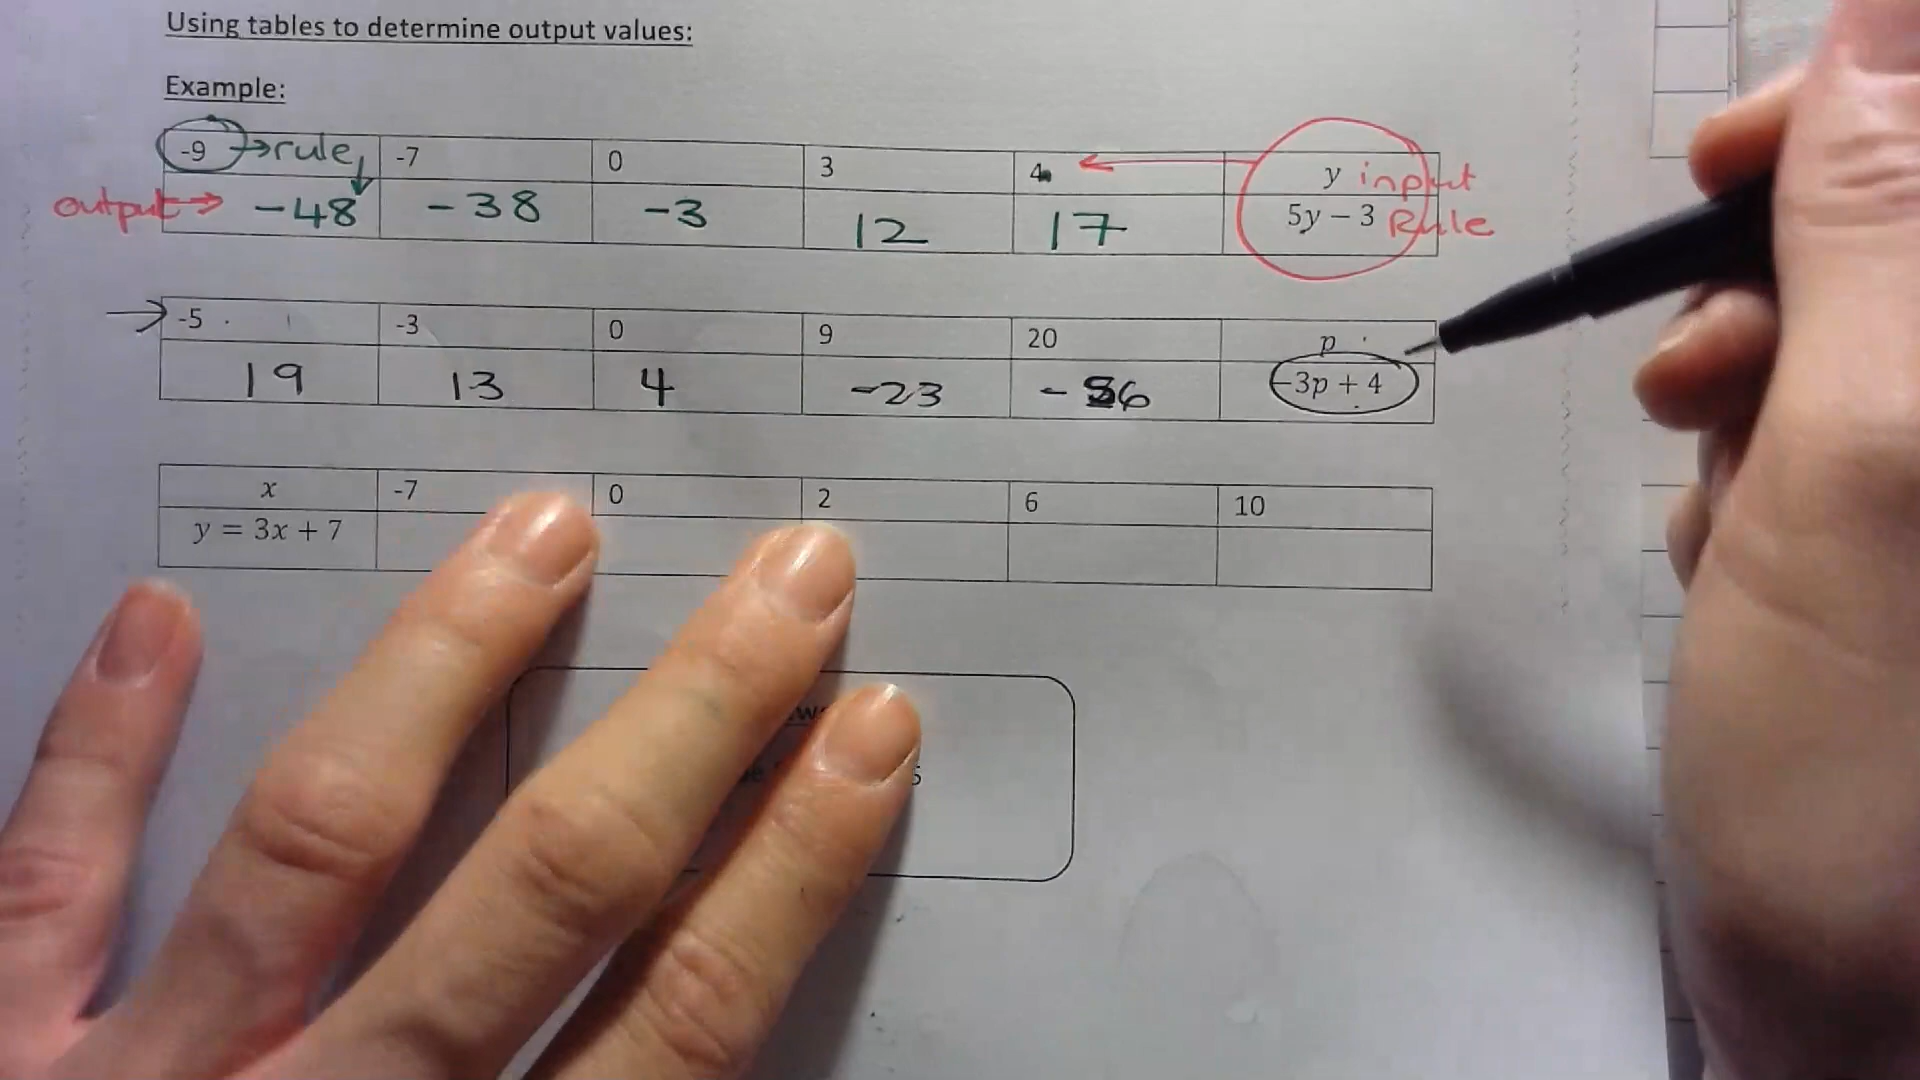 Using tables to determine output values:
Example:
-9 →rule -7 0 3 4 y input
output→ -48 -38 -3 12 17 5y – 3 Rule
-5 -3 0 9 20 p
19 13 4 -23 -56 –3p + 4
x -7 0 2 6 10
y = 3x + 7